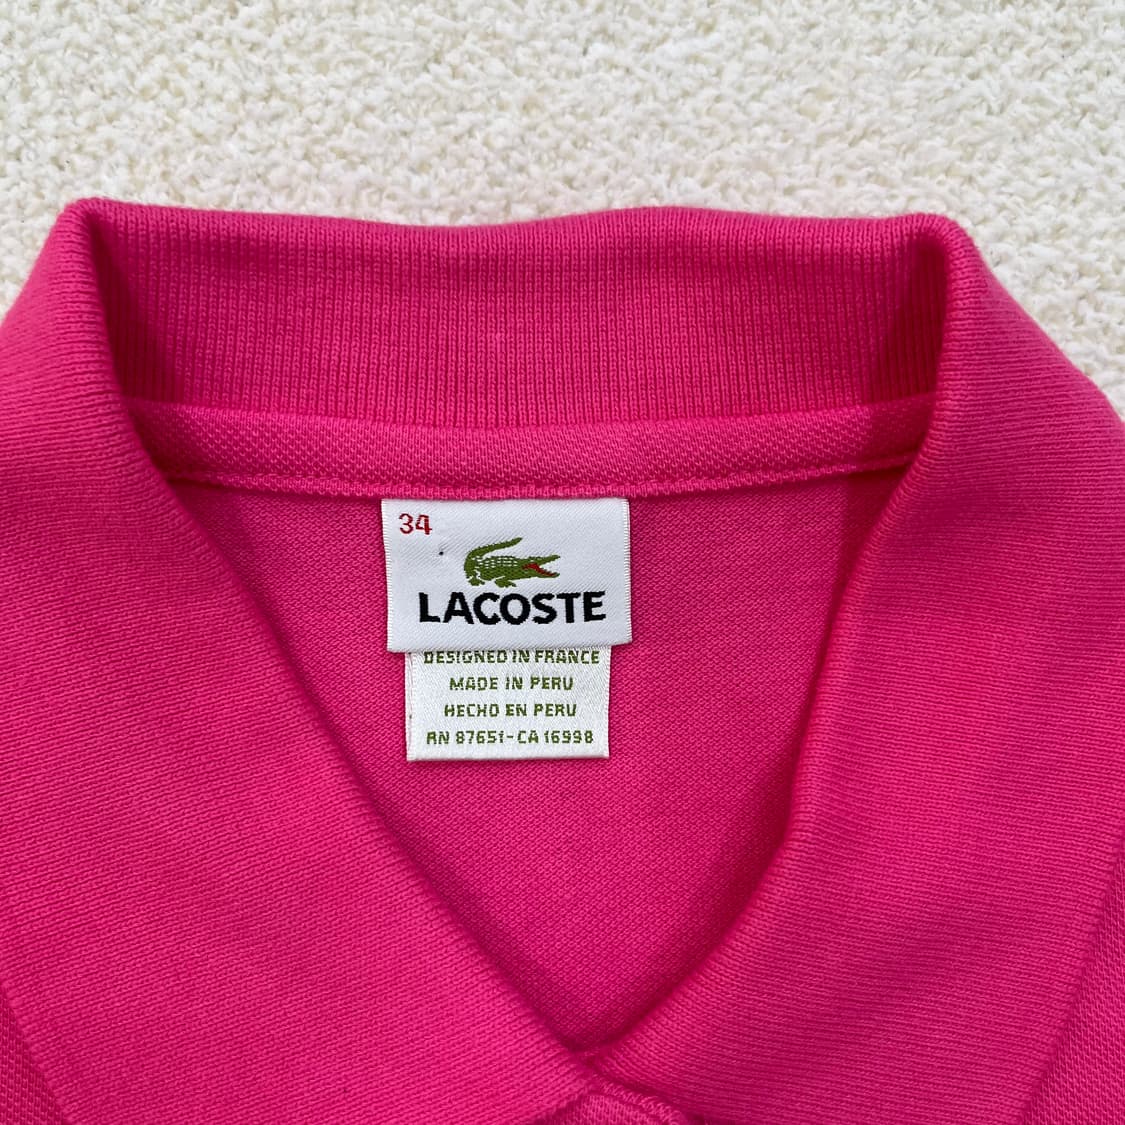 34
LACOSTE
DESIGNED IN FRANCE
MADE IN PERU
HECHO EN PERU
RN 87651-CA 16998